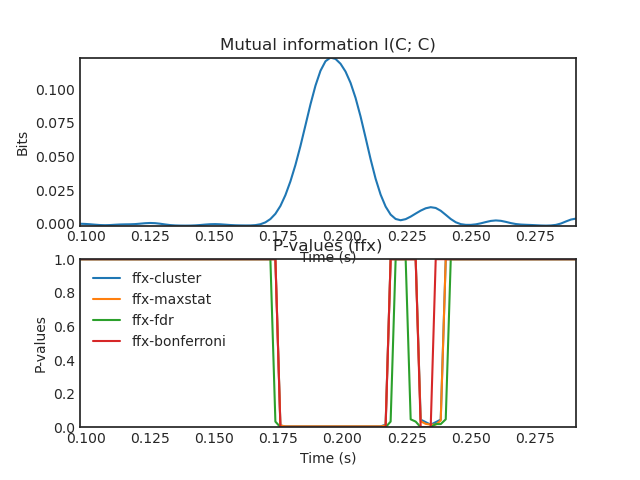 Mutual information I(C; C)
Bits
0.100
0.075
0.050
0.025
0.000
0.100 0.125 0.150 0.175 0.200 0.225 0.250 0.275
Time (s)
P-values (ffx)
P-values
1.0
0.8
0.6
0.4
0.2
0.0
ffx-cluster
ffx-maxstat
ffx-fdr
ffx-bonferroni
0.100 0.125 0.150 0.175 0.200 0.225 0.250 0.275
Time (s)